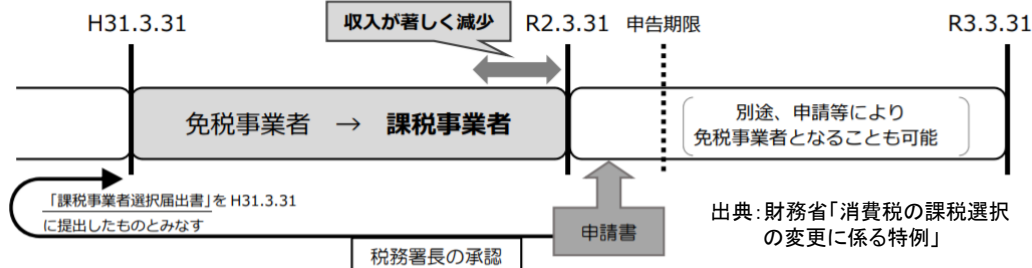 H31.3.31
収入が著しく減少
R2.3.31
申告期限
R3.3.31
免税事業者 → 課税事業者
別途、申請等により
免税事業者となることも可能
「課税事業者選択届出書」を H31.3.31
に提出したものとみなす
申請書
税務署長の承認
出典：財務省「消費税の課税選択
の変更に係る特例」